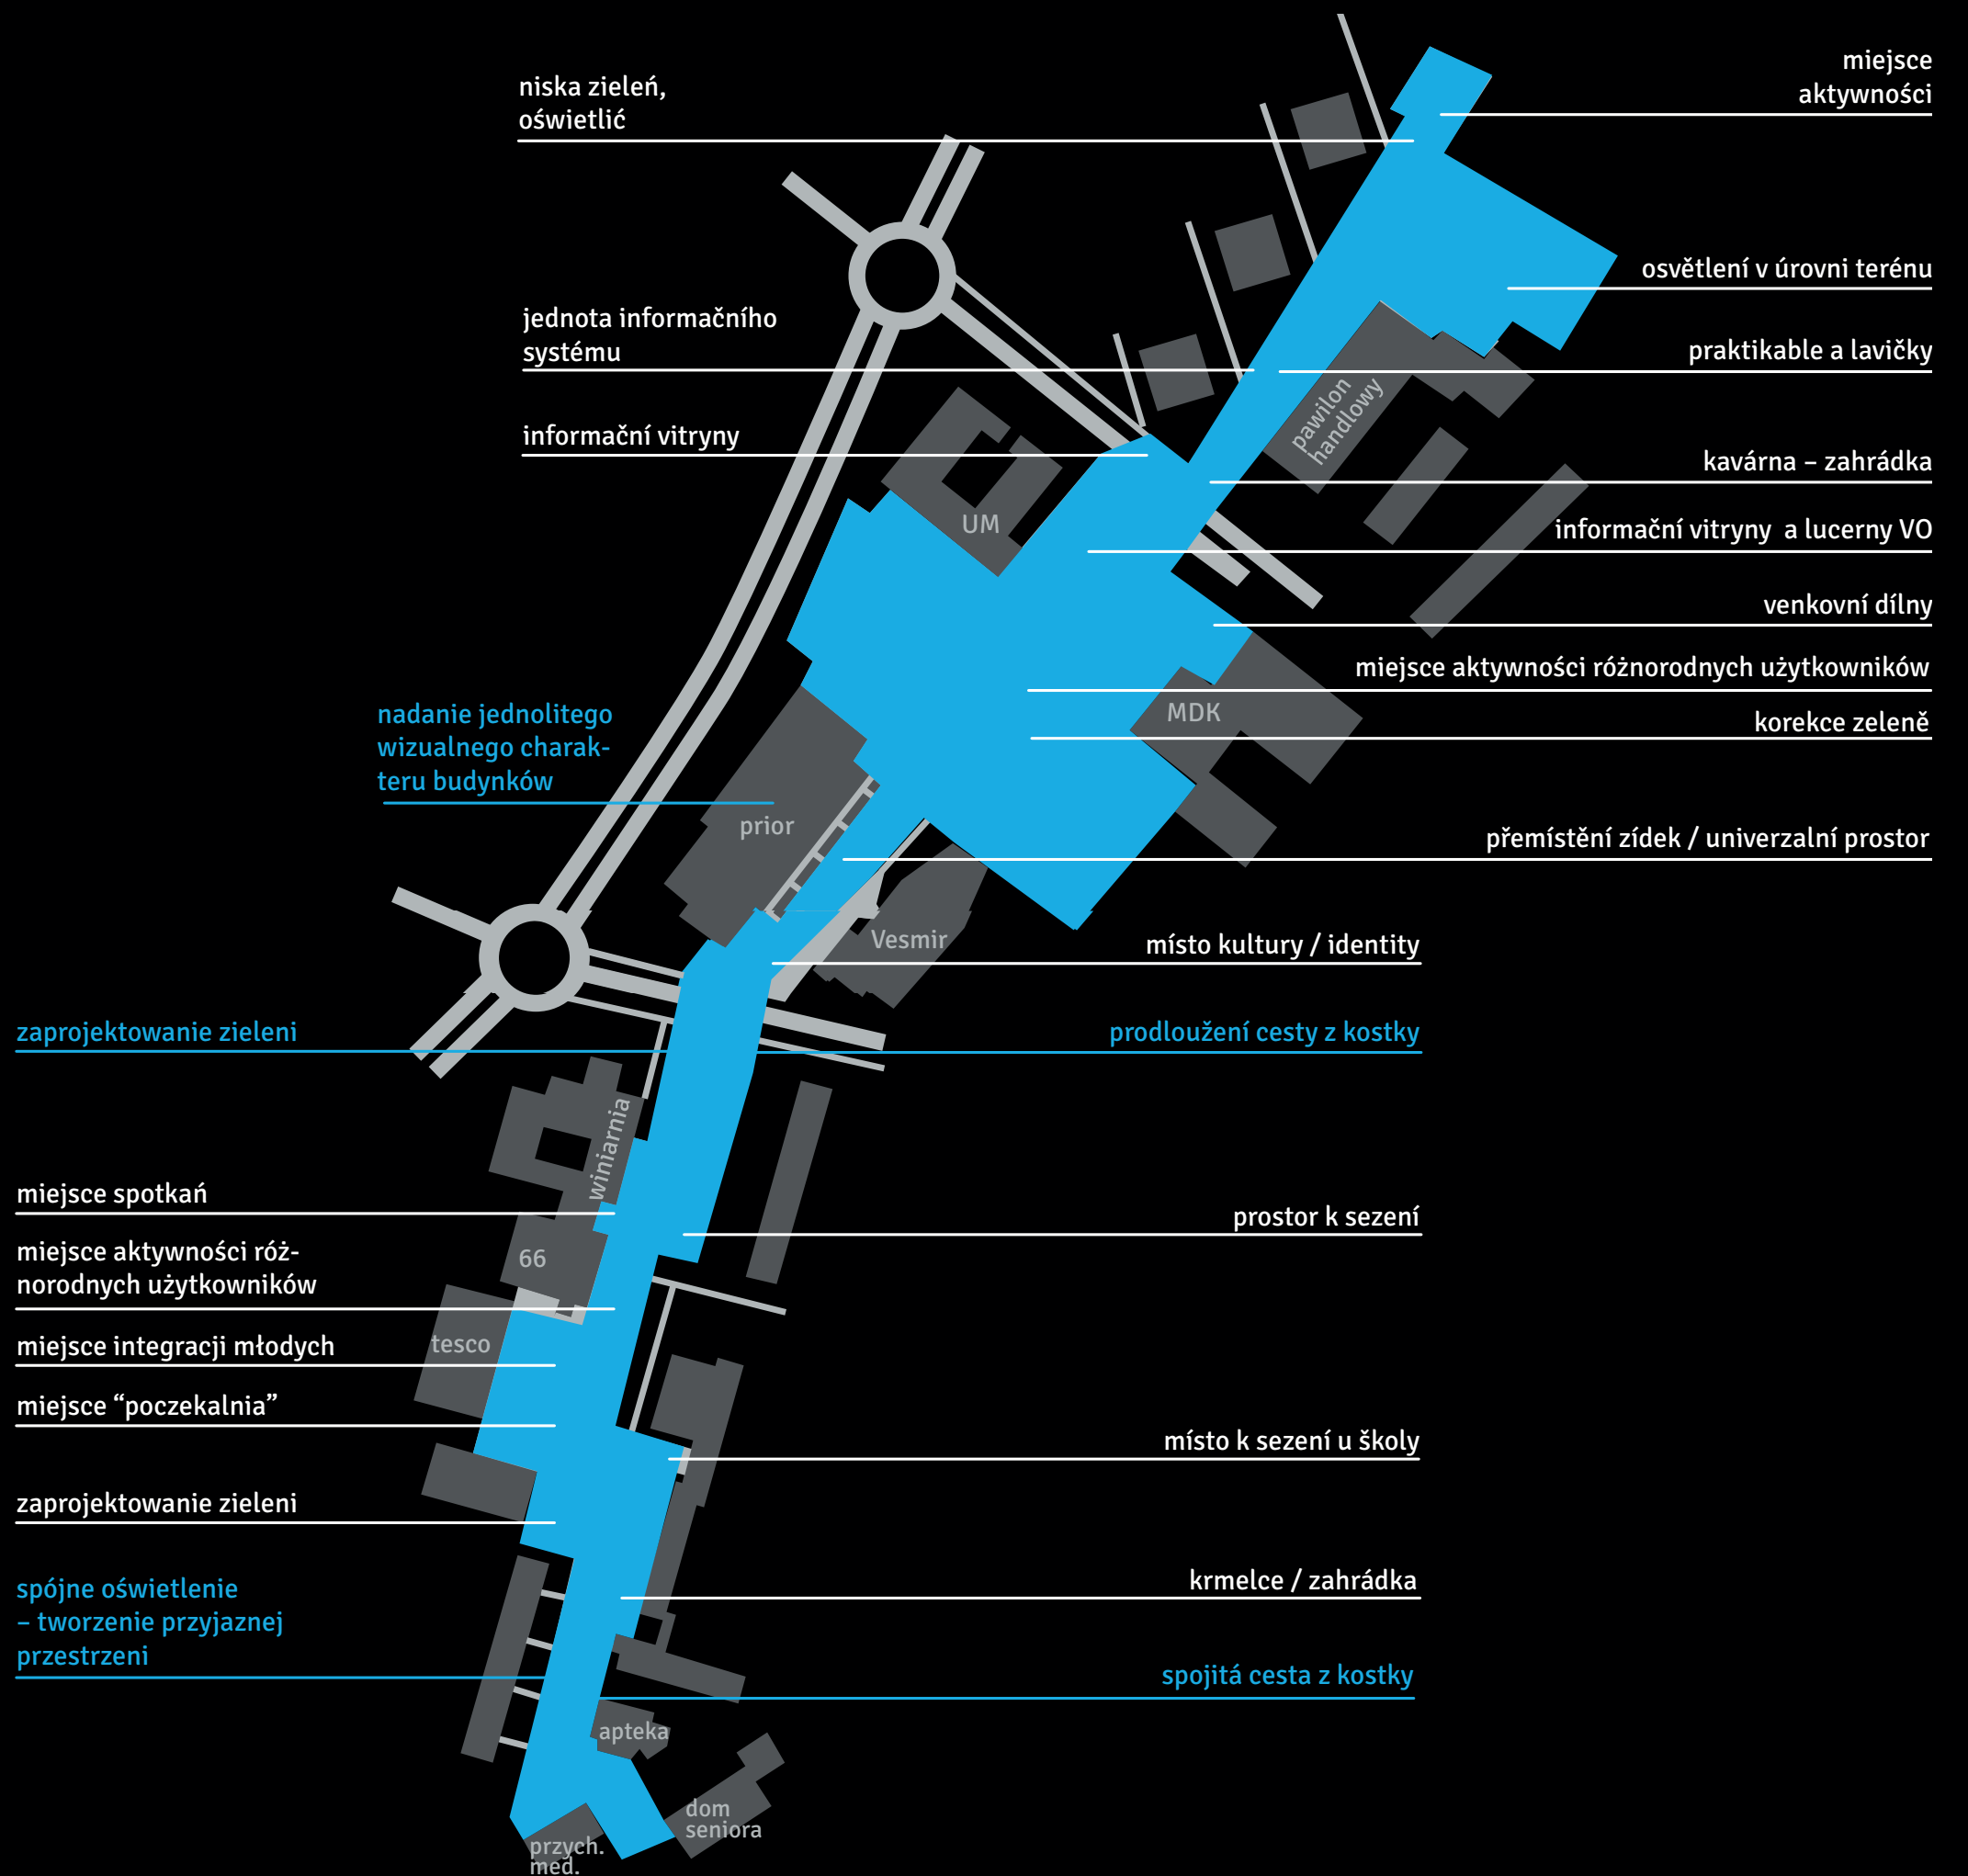 miejsce
aktywności
niska zieleń,
oświetlić
osvětlení v úrovni terénu
jednota informačního
systému
praktikable a lavičky
pawilon
handlowy
informační vitryny
kavárna – zahrádka
UM
informační vitryny a lucerny VO
venkovní dílny
miejsce aktywności różnorodnych użytkowników
MDK
korekce zeleně
nadanie jednolitego
wizualnego charak-
teru budynków
prior
přemístění zídek / univerzalní prostor
Vesmir
místo kultury / identity
zaprojektowanie zieleni
prodloužení cesty z kostky
winiarnia
miejsce spotkań
prostor k sezení
miejsce aktywności róż-
norodnych użytkowników
66
miejsce integracji młodych
tesco
miejsce “poczekalnia”
místo k sezení u školy
zaprojektowanie zieleni
krmelce / zahrádka
spójne oświetlenie
– tworzenie przyjaznej
przestrzeni
spojitá cesta z kostky
apteka
dom
seniora
przych.
med.